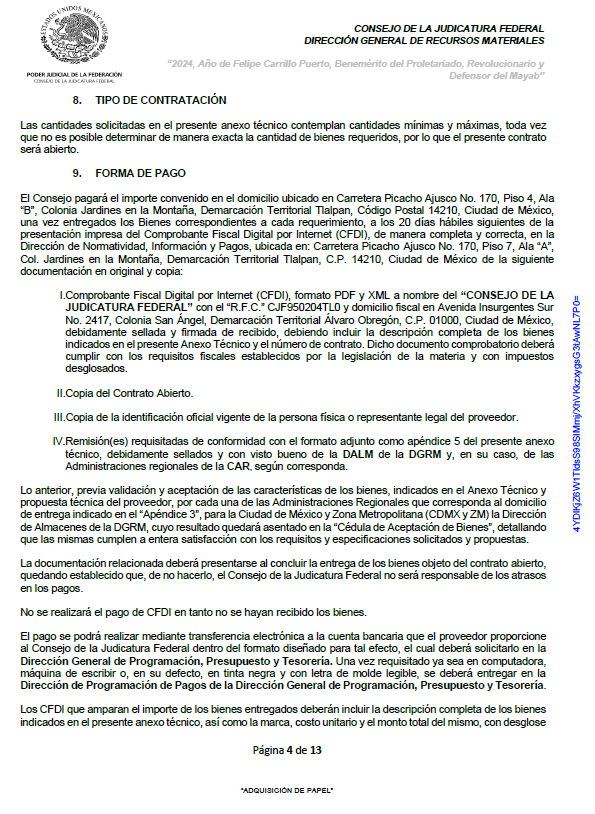 ESTADOS UNIDOS MEXICANOS
PODER JUDICIAL DE LA FEDERACIÓN
CONSEJO DE LA JUDICATURA FEDERAL
CONSEJO DE LA JUDICATURA FEDERAL
DIRECCIÓN GENERAL DE RECURSOS MATERIALES
"2024, Año de Felipe Carrillo Puerto, Benemérito del Proletariado, Revolucionario y
Defensor del Mayab"
8. TIPO DE CONTRATACIÓN
Las cantidades solicitadas en el presente anexo técnico contemplan cantidades mínimas y máximas, toda vez
que no es posible determinar de manera exacta la cantidad de bienes requeridos, por lo que el presente contrato
será abierto.
9. FORMA DE PAGO
El Consejo pagará el importe convenido en el domicilio ubicado en Carretera Picacho Ajusco No. 170, Piso 4, Ala
"B", Colonia Jardines en la Montaña, Demarcación Territorial Tlalpan, Código Postal 14210, Ciudad de México,
una vez entregados los Bienes correspondientes a cada requerimiento, a los 20 días hábiles siguientes de la
presentación impresa del Comprobante Fiscal Digital por Internet (CFDI), de manera completa y correcta, en la
Dirección de Normatividad, Información y Pagos, ubicada en: Carretera Picacho Ajusco No. 170, Piso 7, Ala "A",
Col. Jardines en la Montaña, Demarcación Territorial Tlalpan, C.P. 14210, Ciudad de México de la siguiente
documentación en original y copia:
I.Comprobante Fiscal Digital por Internet (CFDI), formato PDF y XML a nombre del "CONSEJO DE LA
JUDICATURA FEDERAL" con el "R.F.C." CJF950204TL0 y domicilio fiscal en Avenida Insurgentes Sur
No. 2417, Colonia San Ángel, Demarcación Territorial Álvaro Obregón, C.P. 01000, Ciudad de México,
debidamente sellada y firmada de recibido, debiendo incluir la descripción completa de los bienes
indicados en el presente Anexo Técnico y el número de contrato. Dicho documento comprobatorio deberá
cumplir con los requisitos fiscales establecidos por la legislación de la materia y con impuestos
desglosados.
II.Copia del Contrato Abierto.
III.Copia de la identificación oficial vigente de la persona física o representante legal del proveedor.
IV.Remisión(es) requisitadas de conformidad con el formato adjunto como apéndice 5 del presente anexo
técnico, debidamente sellados y con visto bueno de la DALM de la DGRM y, en su caso, de las
Administraciones regionales de la CAR, según corresponda.
Lo anterior, previa validación y aceptación de las características de los bienes, indicados en el Anexo Técnico y
propuesta técnica del proveedor, por cada una de las Administraciones Regionales que corresponda al domicilio
de entrega indicado en el "Apéndice 3", para la Ciudad de México y Zona Metropolitana (CDMX y ZM) la Dirección
de Almacenes de la DGRM, cuyo resultado quedará asentado en la "Cédula de Aceptación de Bienes", detallando
que las mismas cumplen a entera satisfacción con los requisitos y especificaciones solicitados y propuestas.
La documentación relacionada deberá presentarse al concluir la entrega de los bienes objeto del contrato abierto,
quedando establecido que, de no hacerlo, el Consejo de la Judicatura Federal no será responsable de los atrasos
en los pagos.
No se realizará el pago de CFDI en tanto no se hayan recibido los bienes.
El pago se podrá realizar mediante transferencia electrónica a la cuenta bancaria que el proveedor proporcione
al Consejo de la Judicatura Federal dentro del formato diseñado para tal efecto, el cual deberá solicitarlo en la
Dirección General de Programación, Presupuesto y Tesorería. Una vez requisitado ya sea en computadora,
máquina de escribir o, en su defecto, en tinta negra y con letra de molde legible, se deberá entregar en la
Dirección de Programación de Pagos de la Dirección General de Programación, Presupuesto y Tesorería.
Los CFDI que amparan el importe de los bienes entregados deberán incluir la descripción completa de los bienes
indicados en el presente anexo técnico, así como la marca, costo unitario y el monto total del mismo, con desglose
Página 4 de 13
"ADQUISICIÓN DE PAPEL"